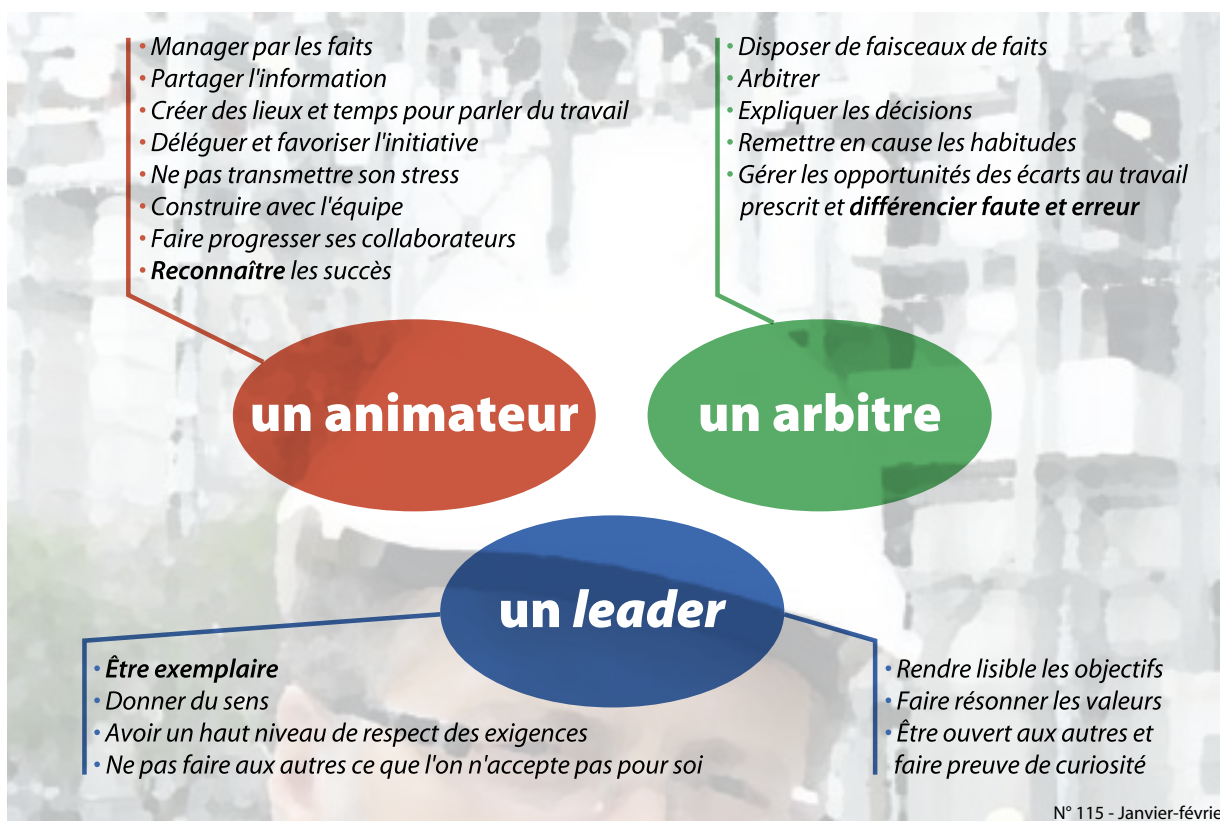 • Manager par les faits
• Partager l'information
• Créer des lieux et temps pour parler du travail
• Déléguer et favoriser l'initiative
• Ne pas transmettre son stress
• Construire avec l'équipe
• Faire progresser ses collaborateurs
• Reconnaître les succès
• Disposer de faisceaux de faits
• Arbitrer
• Expliquer les décisions
• Remettre en cause les habitudes
• Gérer les opportunités des écarts au travail
prescrit et différencier faute et erreur
un animateur
un arbitre
un leader
• Être exemplaire
• Donner du sens
• Avoir un haut niveau de respect des exigences
• Ne pas faire aux autres ce que l'on n'accepte pas pour soi
• Rendre lisible les objectifs
• Faire résonner les valeurs
• Être ouvert aux autres et
faire preuve de curiosité
N° 115 - Janvier-février